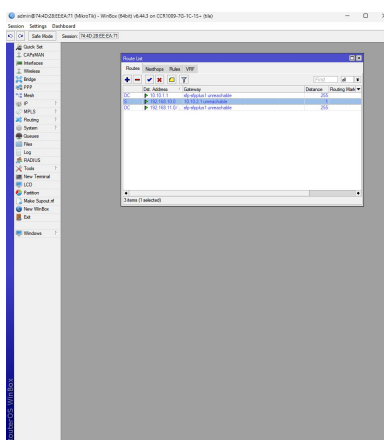 admin@74:4D:28:EE:EA:71 (MikroTik) - WinBox (64bit) v6.44.3 on CCR1009-7G-1C-1S+ (tile)
Session Settings Dashboard
Safe Mode Session: 74:4D:28:EE:EA:71
Quick Set
CAPsMAN
Interfaces
Wireless
Bridge
PPP
Mesh
IP
MPLS
Routing
System
Queues
Files
Log
RADIUS
Tools
New Terminal
LCD
Partition
Make Supout.rif
New WinBox
Exit
Windows
Route List
Routes Nexthops Rules VRF
Find all
Dst. Address Gateway Distance Routing Mark
DC 10.10.1.1 sfp-sfpplus1 unreachable 255
S 192.168.10.0 10.10.0.1 unreachable 1
DC 192.168.11.0/... sfp-sfpplus1 unreachable 255
3 items (1 selected)
RouterOS WinBox